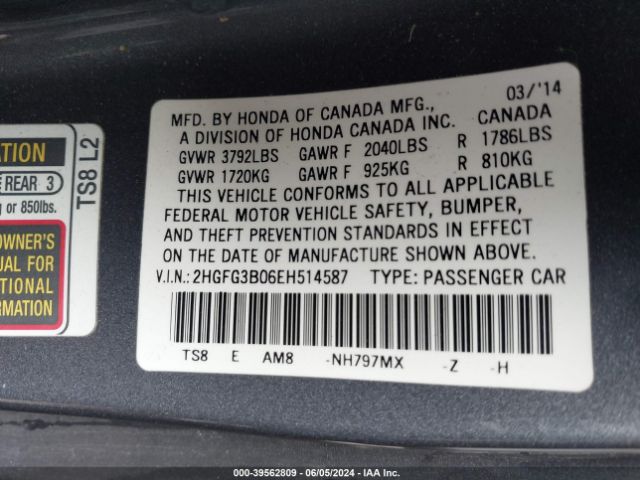 ATION
REAR 3
g or 850lbs.
OWNER'S
UAL FOR
TIONAL
RMATION
TS8 L2
03/'14
MFD. BY HONDA OF CANADA MFG.,
A DIVISION OF HONDA CANADA INC. CANADA
GVWR 3792LBS GAWR F 2040LBS R 1786LBS
GVWR 1720KG GAWR F 925KG R 810KG
THIS VEHICLE CONFORMS TO ALL APPLICABLE
FEDERAL MOTOR VEHICLE SAFETY, BUMPER,
AND THEFT PREVENTION STANDARDS IN EFFECT
ON THE DATE OF MANUFACTURE SHOWN ABOVE.
V.I.N.: 2HGFG3B06EH514587 TYPE: PASSENGER CAR
TS8 E AM8 -NH797MX -Z -H
000-39562809 - 06/05/2024 - IAA Inc.